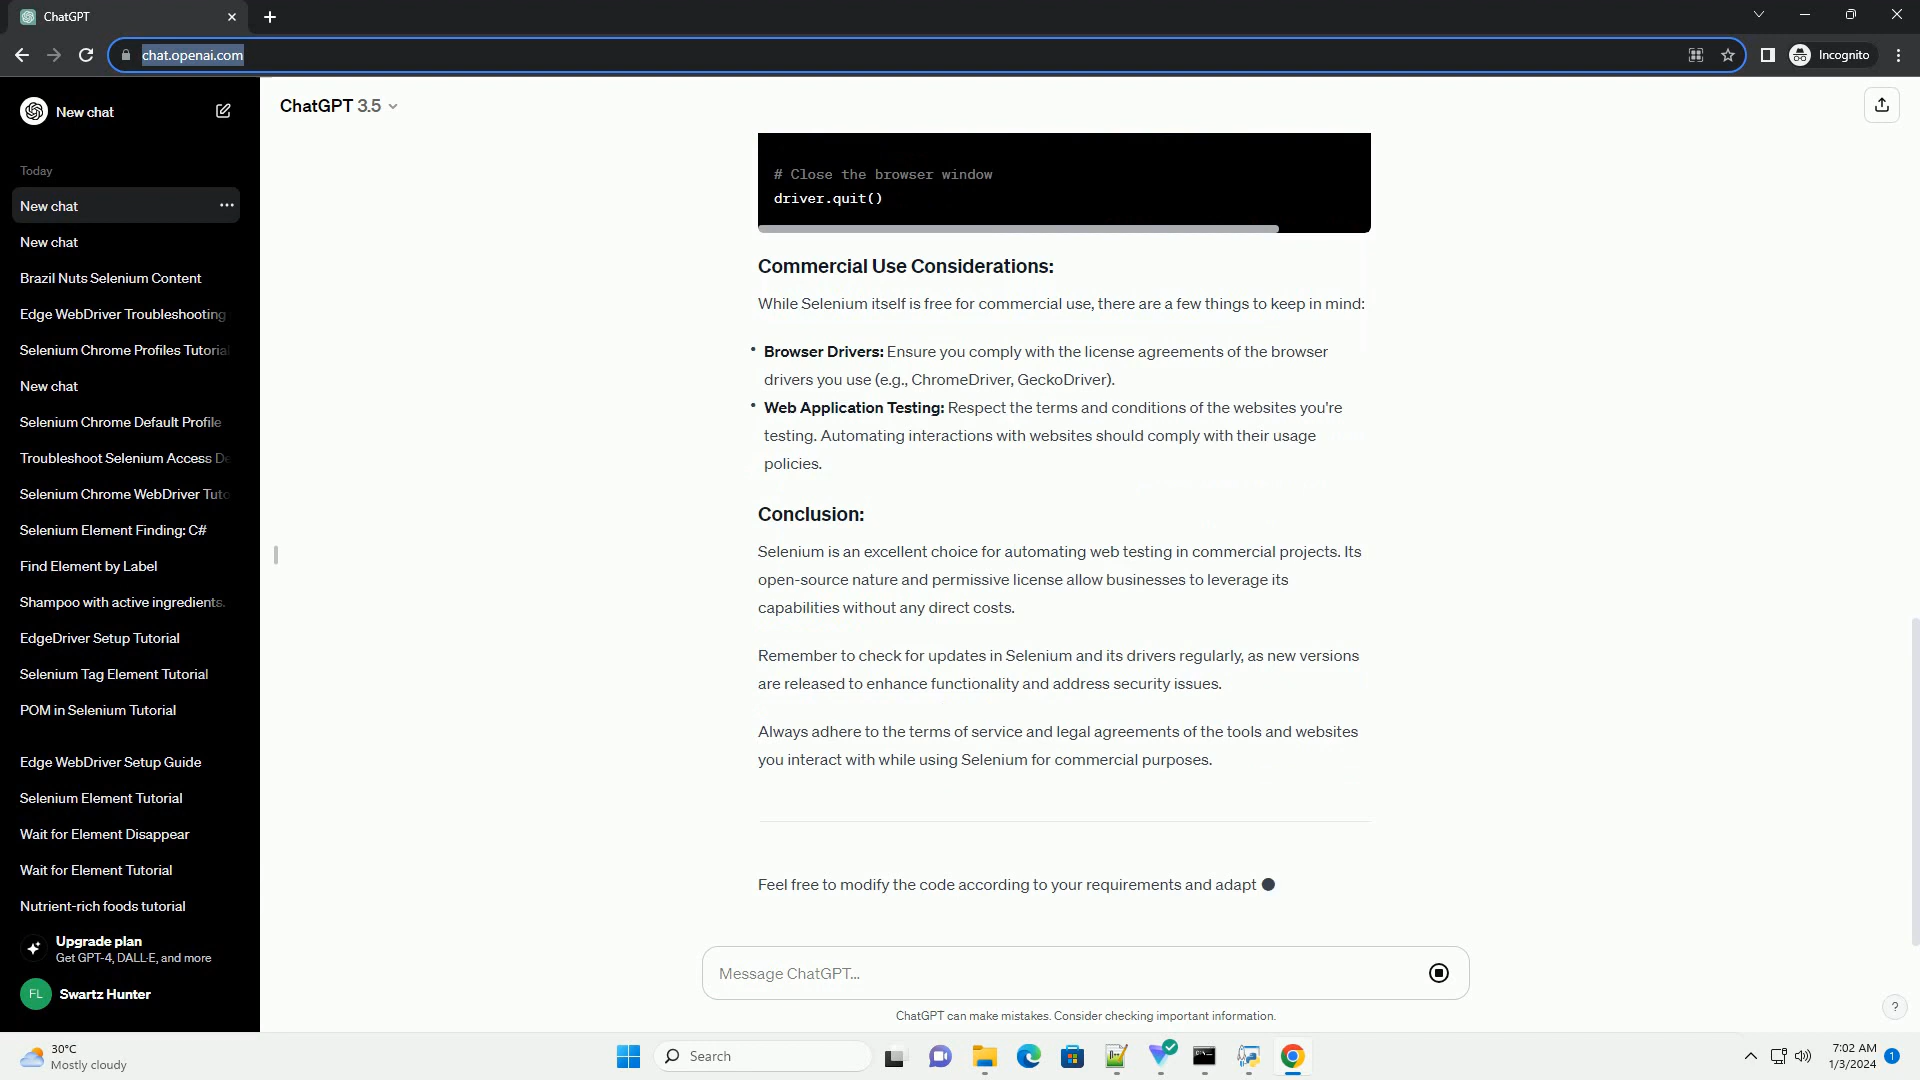 ChatGPT
chat.openai.com
Incognito
New chat
Today
New chat
New chat
Brazil Nuts Selenium Content
Edge WebDriver Troubleshooting
Selenium Chrome Profiles Tutorial
New chat
Selenium Chrome Default Profile
Troubleshoot Selenium Access De
Selenium Chrome WebDriver Tuto
Selenium Element Finding: C#
Find Element by Label
Shampoo with active ingredients.
EdgeDriver Setup Tutorial
Selenium Tag Element Tutorial
POM in Selenium Tutorial
Edge WebDriver Setup Guide
Selenium Element Tutorial
Wait for Element Disappear
Wait for Element Tutorial
Nutrient-rich foods tutorial
Upgrade plan
Get GPT-4, DALL·E, and more
FL Swartz Hunter
ChatGPT 3.5
# Close the browser window
driver.quit()
Commercial Use Considerations:
While Selenium itself is free for commercial use, there are a few things to keep in mind:
• Browser Drivers: Ensure you comply with the license agreements of the browser
drivers you use (e.g., ChromeDriver, GeckoDriver).
• Web Application Testing: Respect the terms and conditions of the websites you're
testing. Automating interactions with websites should comply with their usage
policies.
Conclusion:
Selenium is an excellent choice for automating web testing in commercial projects. Its
open-source nature and permissive license allow businesses to leverage its
capabilities without any direct costs.
Remember to check for updates in Selenium and its drivers regularly, as new versions
are released to enhance functionality and address security issues.
Always adhere to the terms of service and legal agreements of the tools and websites
you interact with while using Selenium for commercial purposes.
Feel free to modify the code according to your requirements and adapt
Message ChatGPT...
ChatGPT can make mistakes. Consider checking important information.
?
30°C
Mostly cloudy
Search
7:02 AM
1/3/2024
1